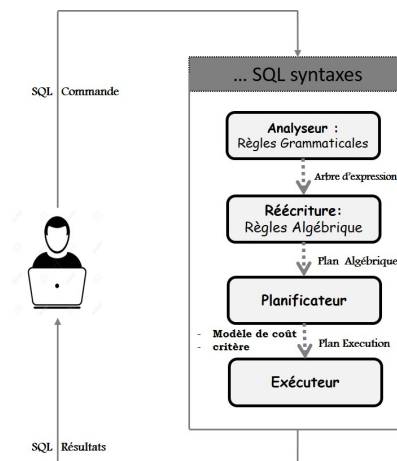 ... SQL syntaxes
SQL Commande
Analyseur :
Règles Grammaticales
Arbre d'expression
Réécriture:
Règles Algébrique
Plan Algébrique
Planificateur
- Modèle de coût
- critère
Plan Execution
Exécuteur
SQL Résultats